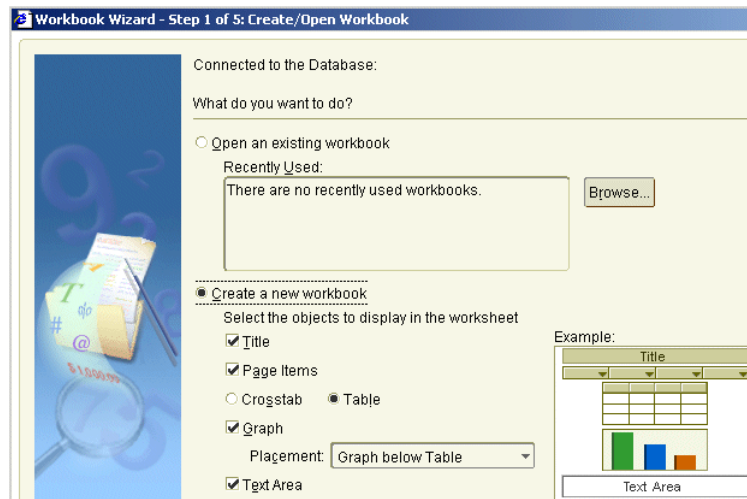 Workbook Wizard - Step 1 of 5: Create/Open Workbook
Connected to the Database:
What do you want to do?
Open an existing workbook
Recently Used:
There are no recently used workbooks.
Browse...
Create a new workbook
Select the objects to display in the worksheet
Title
Page Items
Crosstab Table
Graph
Placement: Graph below Table
Text Area
Example:
Title
Text Area
T
%
#
@
$1,000.99